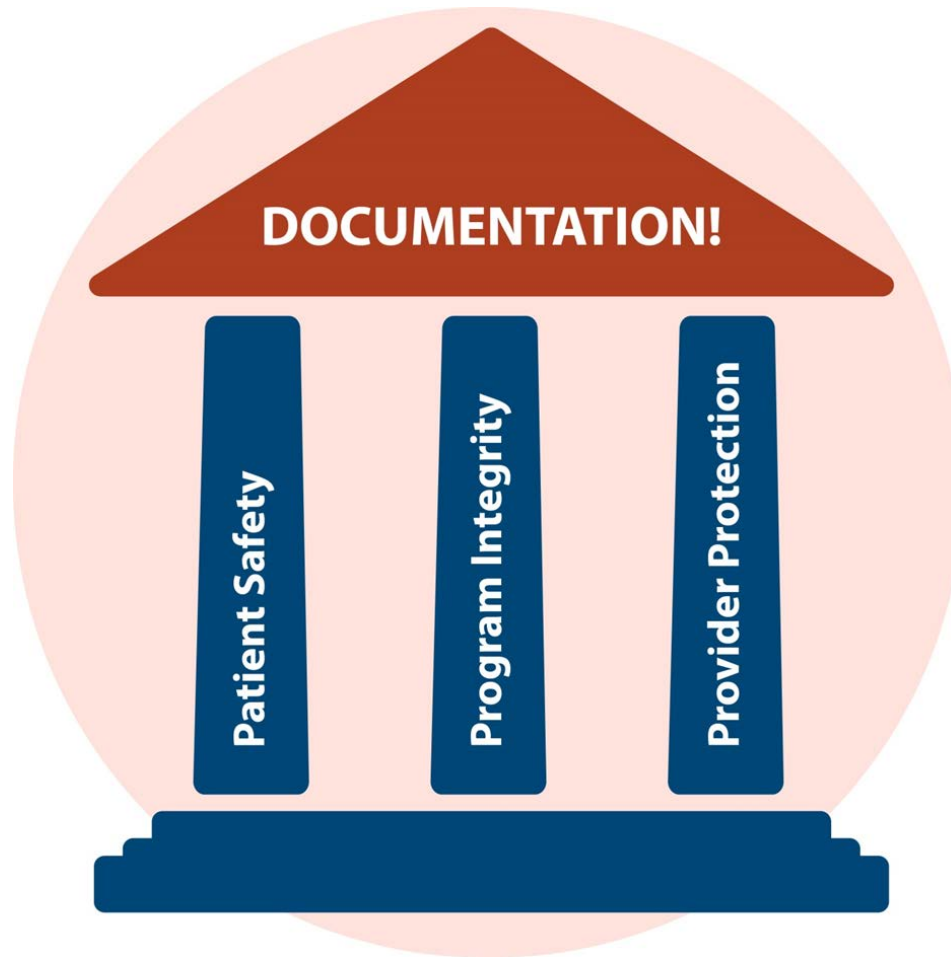 DOCUMENTATION!
Patient Safety
Program Integrity
Provider Protection